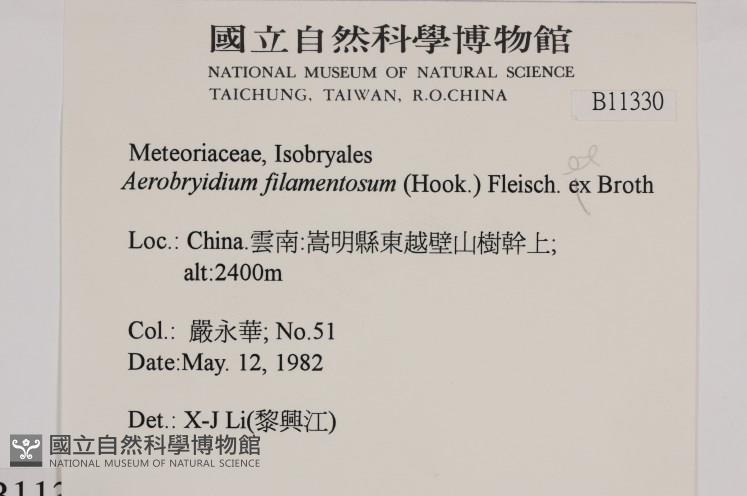 國立自然科學博物館
NATIONAL MUSEUM OF NATURAL SCIENCE
TAICHUNG, TAIWAN, R.O.CHINA
B11330
Meteoriaceae, Isobryales
Aerobryidium filamentosum (Hook.) Fleisch. ex Broth
Loc.: China.雲南:嵩明縣東越壁山樹幹上;
alt:2400m
Col.: 嚴永華; No.51
Date:May. 12, 1982
Det.: X-J Li(黎興江)
國立自然科學博物館
NATIONAL MUSEUM OF NATURAL SCIENCE